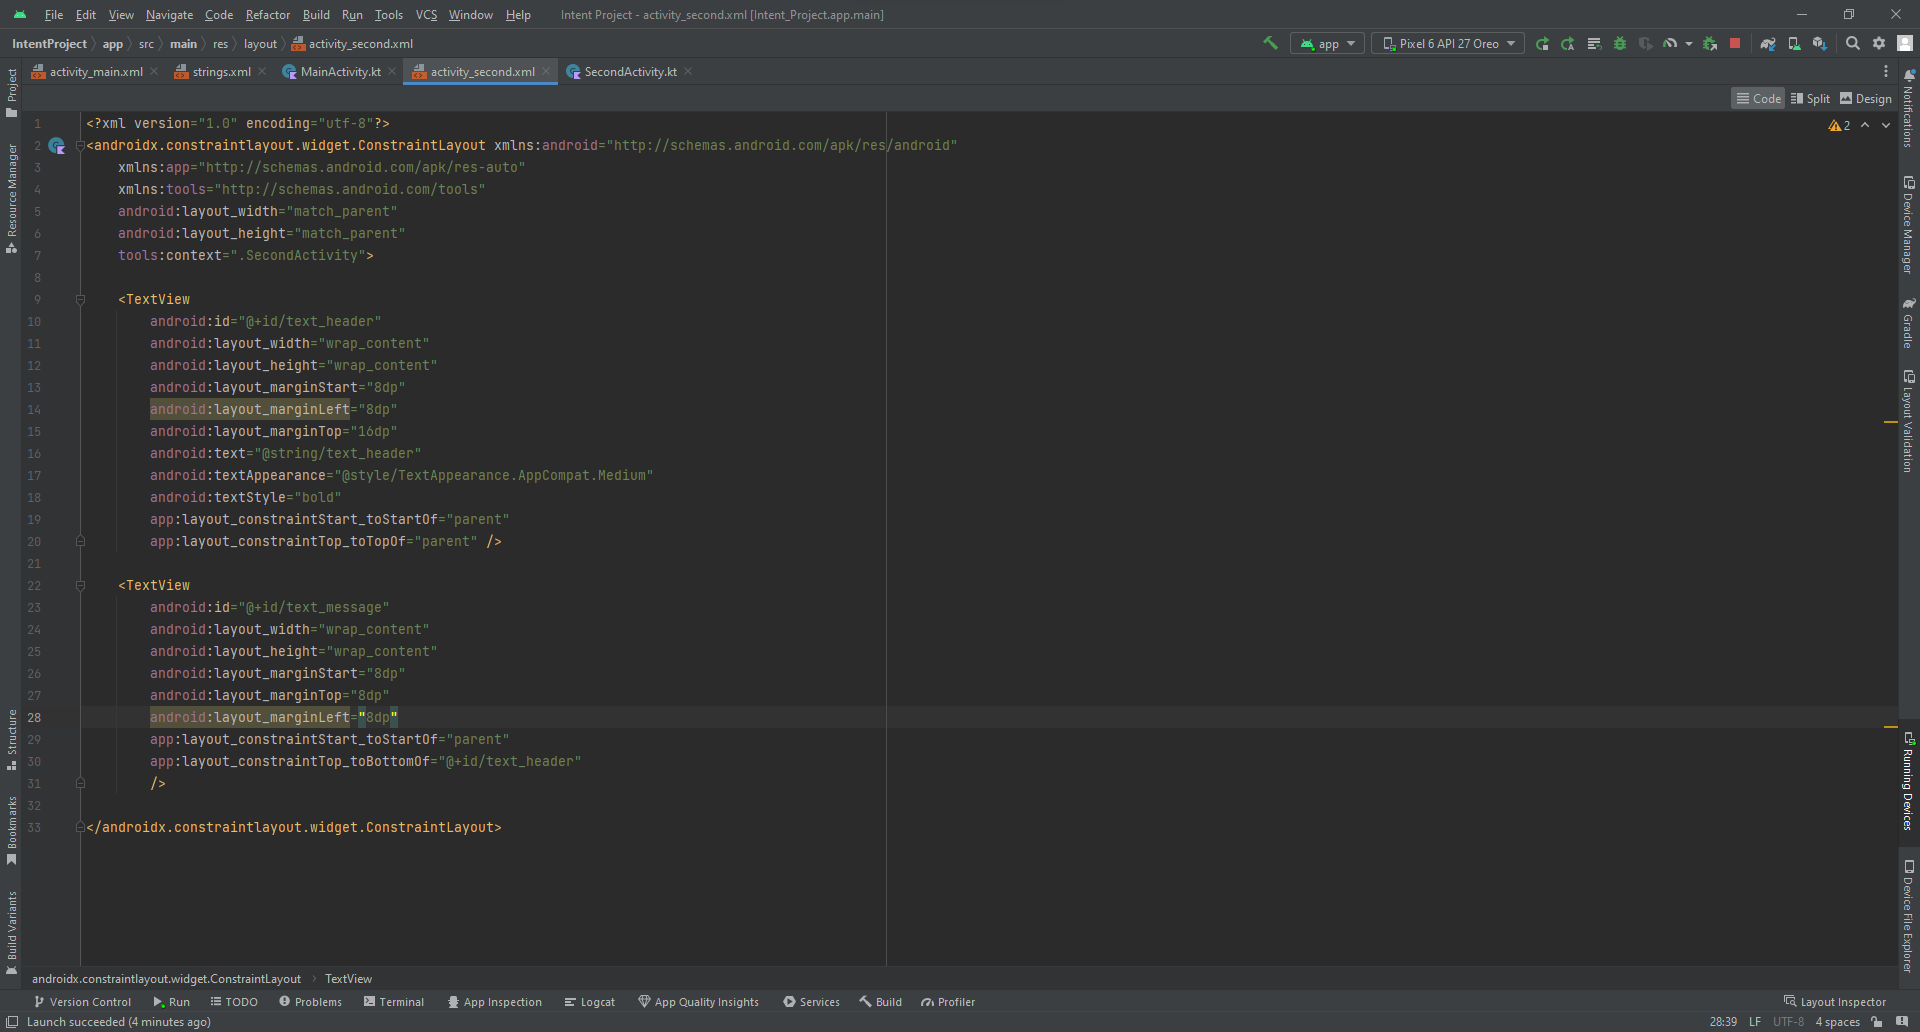 File Edit View Navigate Code Refactor Build Run Tools VCS Window Help Intent Project - activity_second.xml [Intent_Project.app.main]
IntentProject app src main res layout activity_second.xml app Pixel 6 API 27 Oreo
activity_main.xml strings.xml MainActivity.kt activity_second.xml SecondActivity.kt
Code Split Design
2
1 <?xml version="1.0" encoding="utf-8"?>
2 <androidx.constraintlayout.widget.ConstraintLayout xmlns:android="http://schemas.android.com/apk/res/android"
3 xmlns:app="http://schemas.android.com/apk/res-auto"
4 xmlns:tools="http://schemas.android.com/tools"
5 android:layout_width="match_parent"
6 android:layout_height="match_parent"
7 tools:context=".SecondActivity">
8
9 <TextView
10 android:id="@+id/text_header"
11 android:layout_width="wrap_content"
12 android:layout_height="wrap_content"
13 android:layout_marginStart="8dp"
14 android:layout_marginLeft="8dp"
15 android:layout_marginTop="16dp"
16 android:text="@string/text_header"
17 android:textAppearance="@style/TextAppearance.AppCompat.Medium"
18 android:textStyle="bold"
19 app:layout_constraintStart_toStartOf="parent"
20 app:layout_constraintTop_toTopOf="parent" />
21
22 <TextView
23 android:id="@+id/text_message"
24 android:layout_width="wrap_content"
25 android:layout_height="wrap_content"
26 android:layout_marginStart="8dp"
27 android:layout_marginTop="8dp"
28 android:layout_marginLeft="8dp"
29 app:layout_constraintStart_toStartOf="parent"
30 app:layout_constraintTop_toBottomOf="@+id/text_header"
31 />
32
33 </androidx.constraintlayout.widget.ConstraintLayout>
Project
Resource Manager
Structure
Bookmarks
Build Variants
Notifications
Device Manager
Gradle
Layout Validation
Running Devices
Device File Explorer
androidx.constraintlayout.widget.ConstraintLayout TextView
Version Control Run TODO Problems Terminal App Inspection Logcat App Quality Insights Services Build Profiler Layout Inspector
Launch succeeded (4 minutes ago) 28:39 LF UTF-8 4 spaces